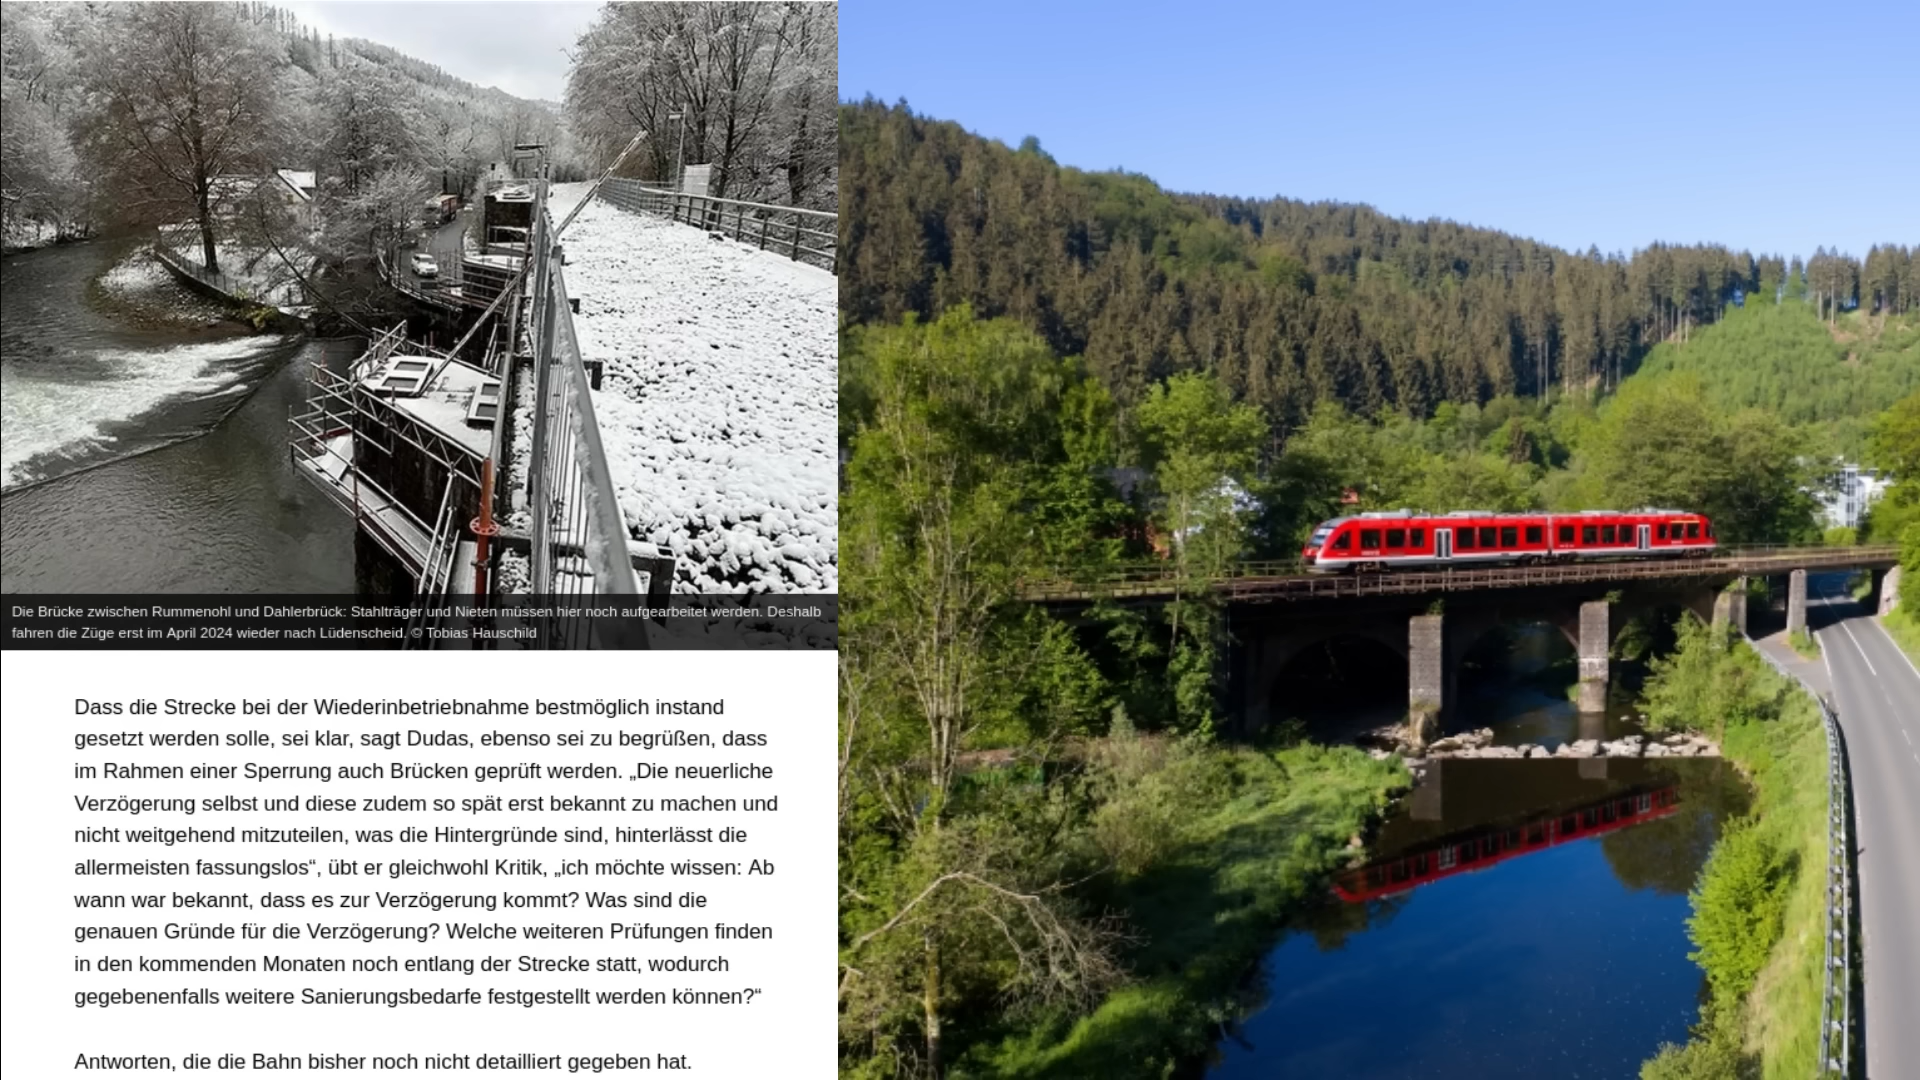 Die Brücke zwischen Rummenohl und Dahlerbrück: Stahlträger und Nieten müssen hier noch aufgearbeitet werden. Deshalb
fahren die Züge erst im April 2024 wieder nach Lüdenscheid. © Tobias Hauschild
Dass die Strecke bei der Wiederinbetriebnahme bestmöglich instand
gesetzt werden solle, sei klar, sagt Dudas, ebenso sei zu begrüßen, dass
im Rahmen einer Sperrung auch Brücken geprüft werden. „Die neuerliche
Verzögerung selbst und diese zudem so spät erst bekannt zu machen und
nicht weitgehend mitzuteilen, was die Hintergründe sind, hinterlässt die
allermeisten fassungslos“, übt er gleichwohl Kritik, „ich möchte wissen: Ab
wann war bekannt, dass es zur Verzögerung kommt? Was sind die
genauen Gründe für die Verzögerung? Welche weiteren Prüfungen finden
in den kommenden Monaten noch entlang der Strecke statt, wodurch
gegebenenfalls weitere Sanierungsbedarfe festgestellt werden können?“
Antworten, die die Bahn bisher noch nicht detailliert gegeben hat.